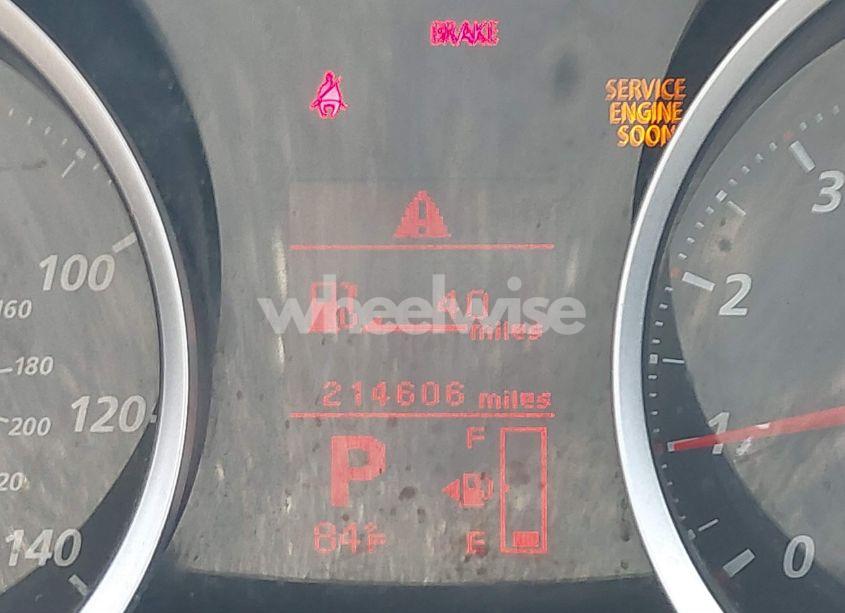 BRAKE
SERVICE
ENGINE
SOON
3
100
160
2
wheelwise
40
miles
180
214606 miles
120
200
1
P
F
E
84°F
140
0